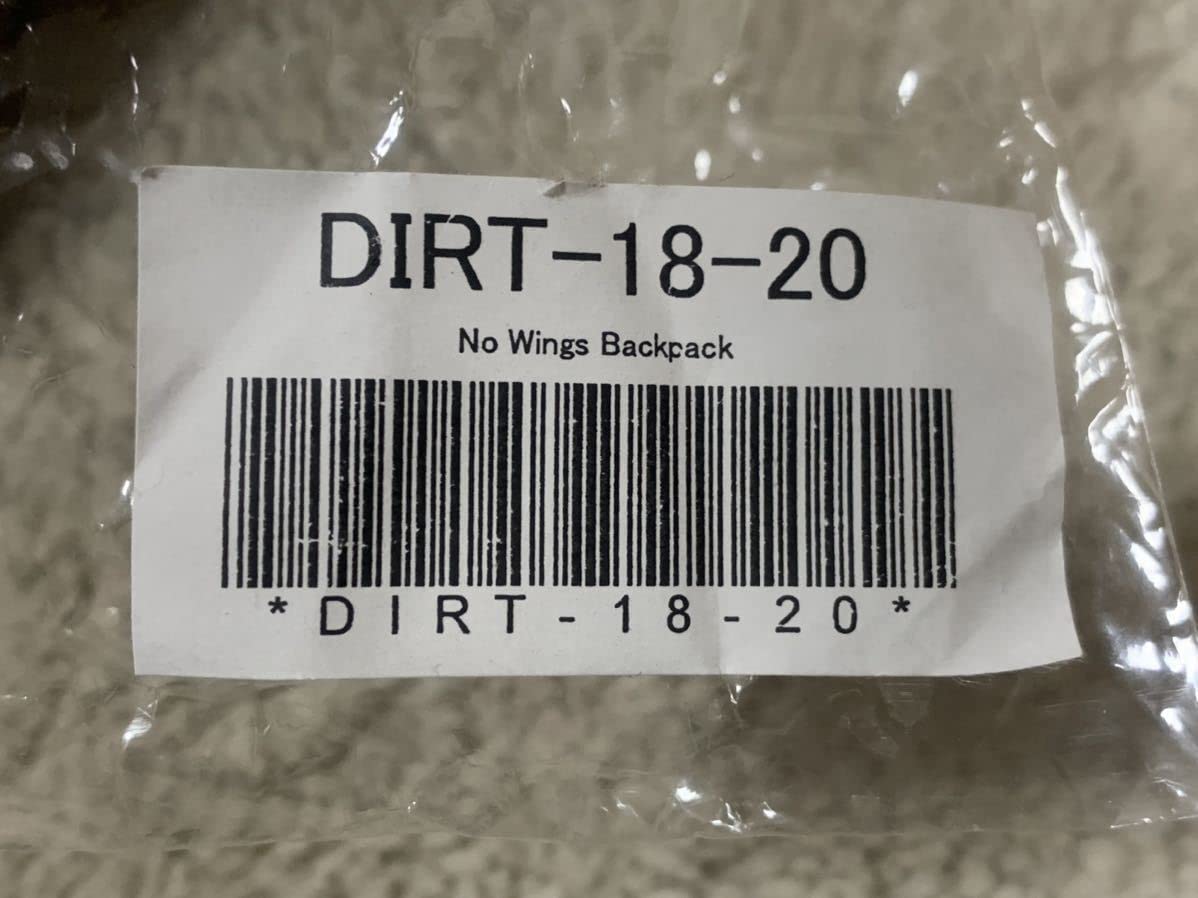 DIRT-18-20
No Wings Backpack
*DIRT-18-20*